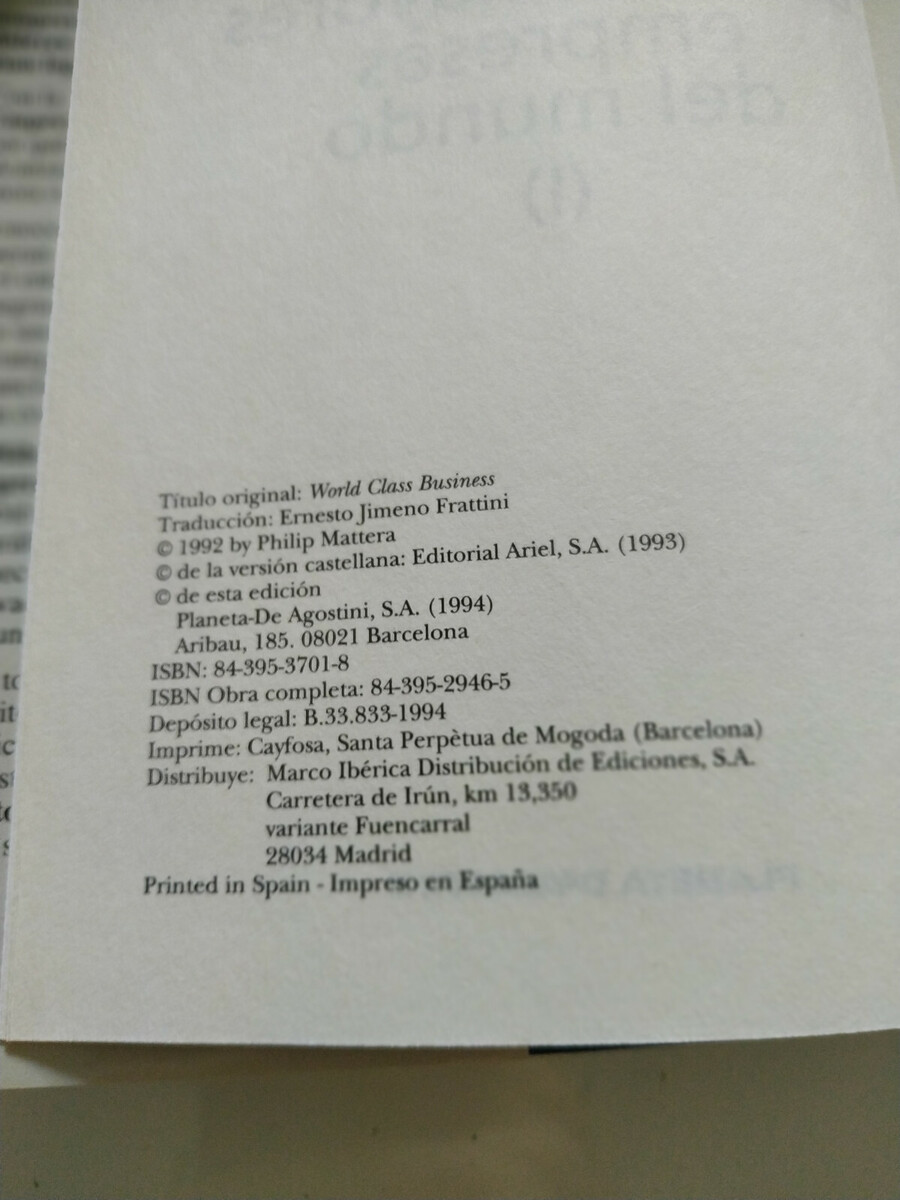 empresas
del mundo
(I)
Título original: World Class Business
Traducción: Ernesto Jimeno Frattini
© 1992 by Philip Mattera
© de la versión castellana: Editorial Ariel, S.A. (1993)
© de esta edición
Planeta-De Agostini, S.A. (1994)
Aribau, 185. 08021 Barcelona
ISBN: 84-395-3701-8
ISBN Obra completa: 84-395-2946-5
Depósito legal: B.33.833-1994
Imprime: Cayfosa, Santa Perpètua de Mogoda (Barcelona)
Distribuye: Marco Ibérica Distribución de Ediciones, S.A.
Carretera de Irún, km 13,350
variante Fuencarral
28034 Madrid
Printed in Spain - Impreso en España